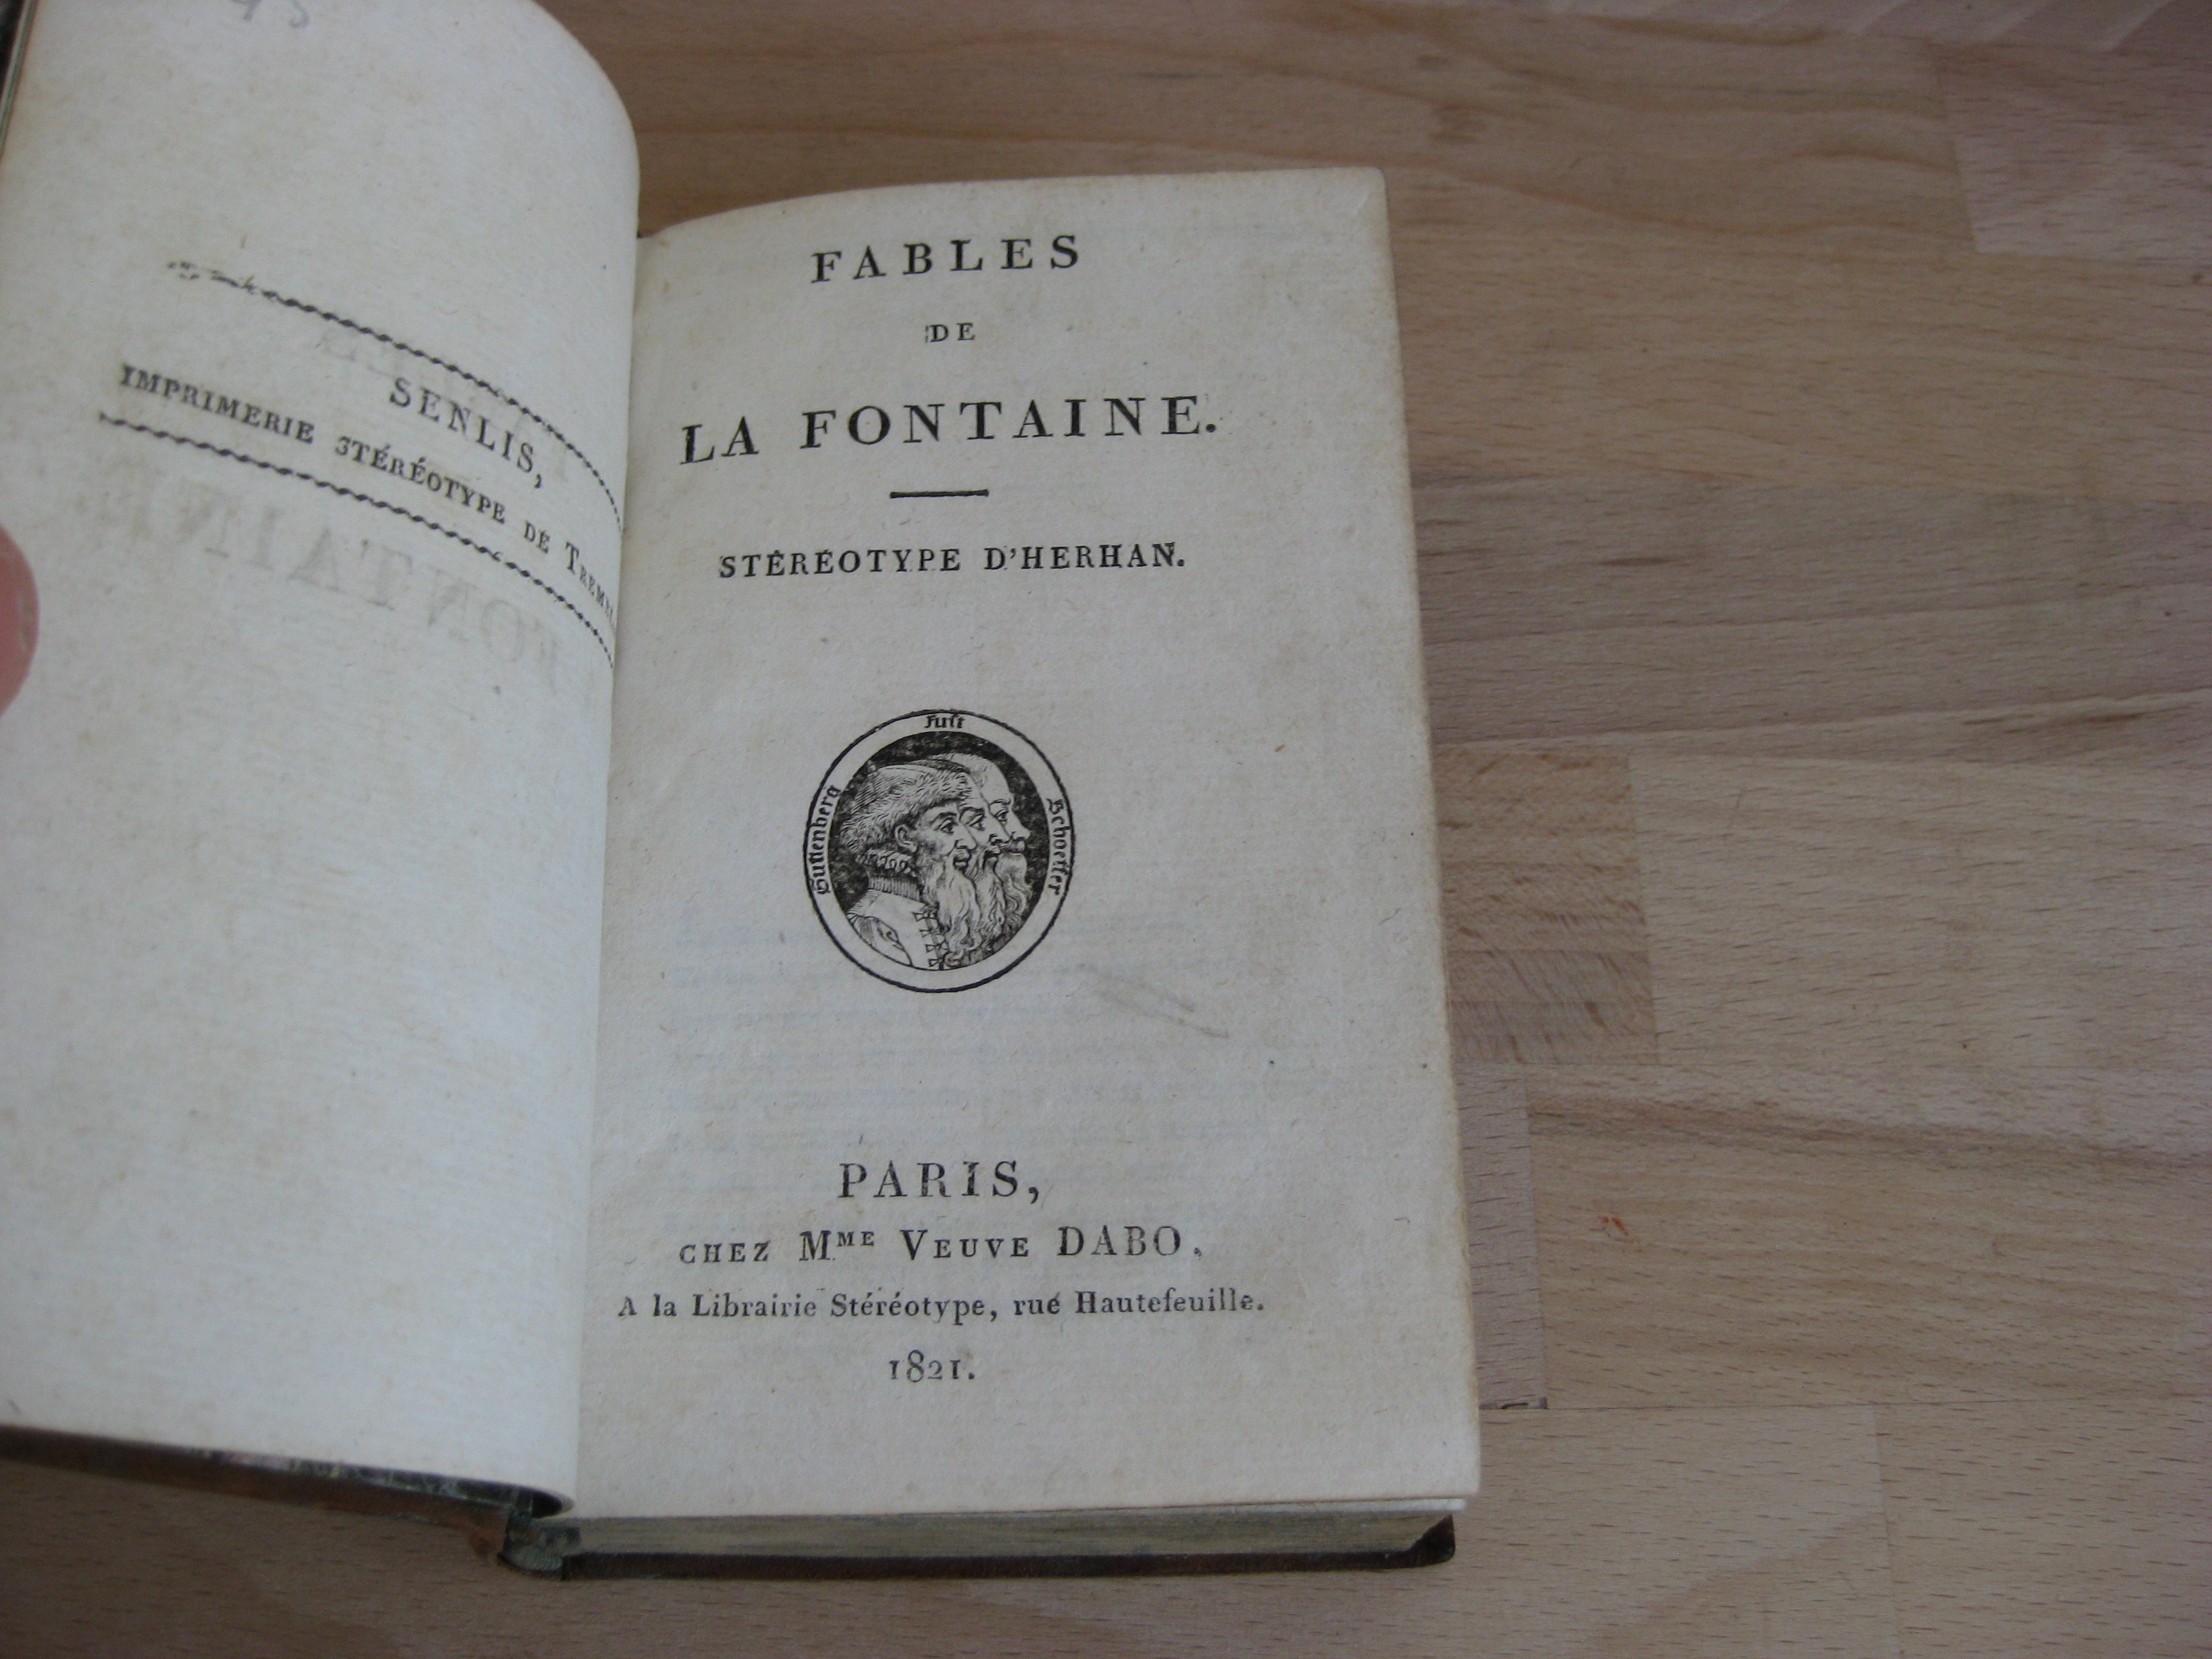 SENLIS,
IMPRIMERIE STÉRÉOTYPE DE
FABLES
DE
LA FONTAINE.
STÉRÉOTYPE D'HERHAN.
Fust
Guttenberg
Schoeffer
PARIS,
CHEZ MME VEUVE DABO,
A la Librairie Stéréotype, rue Hautefeuille.
1821.